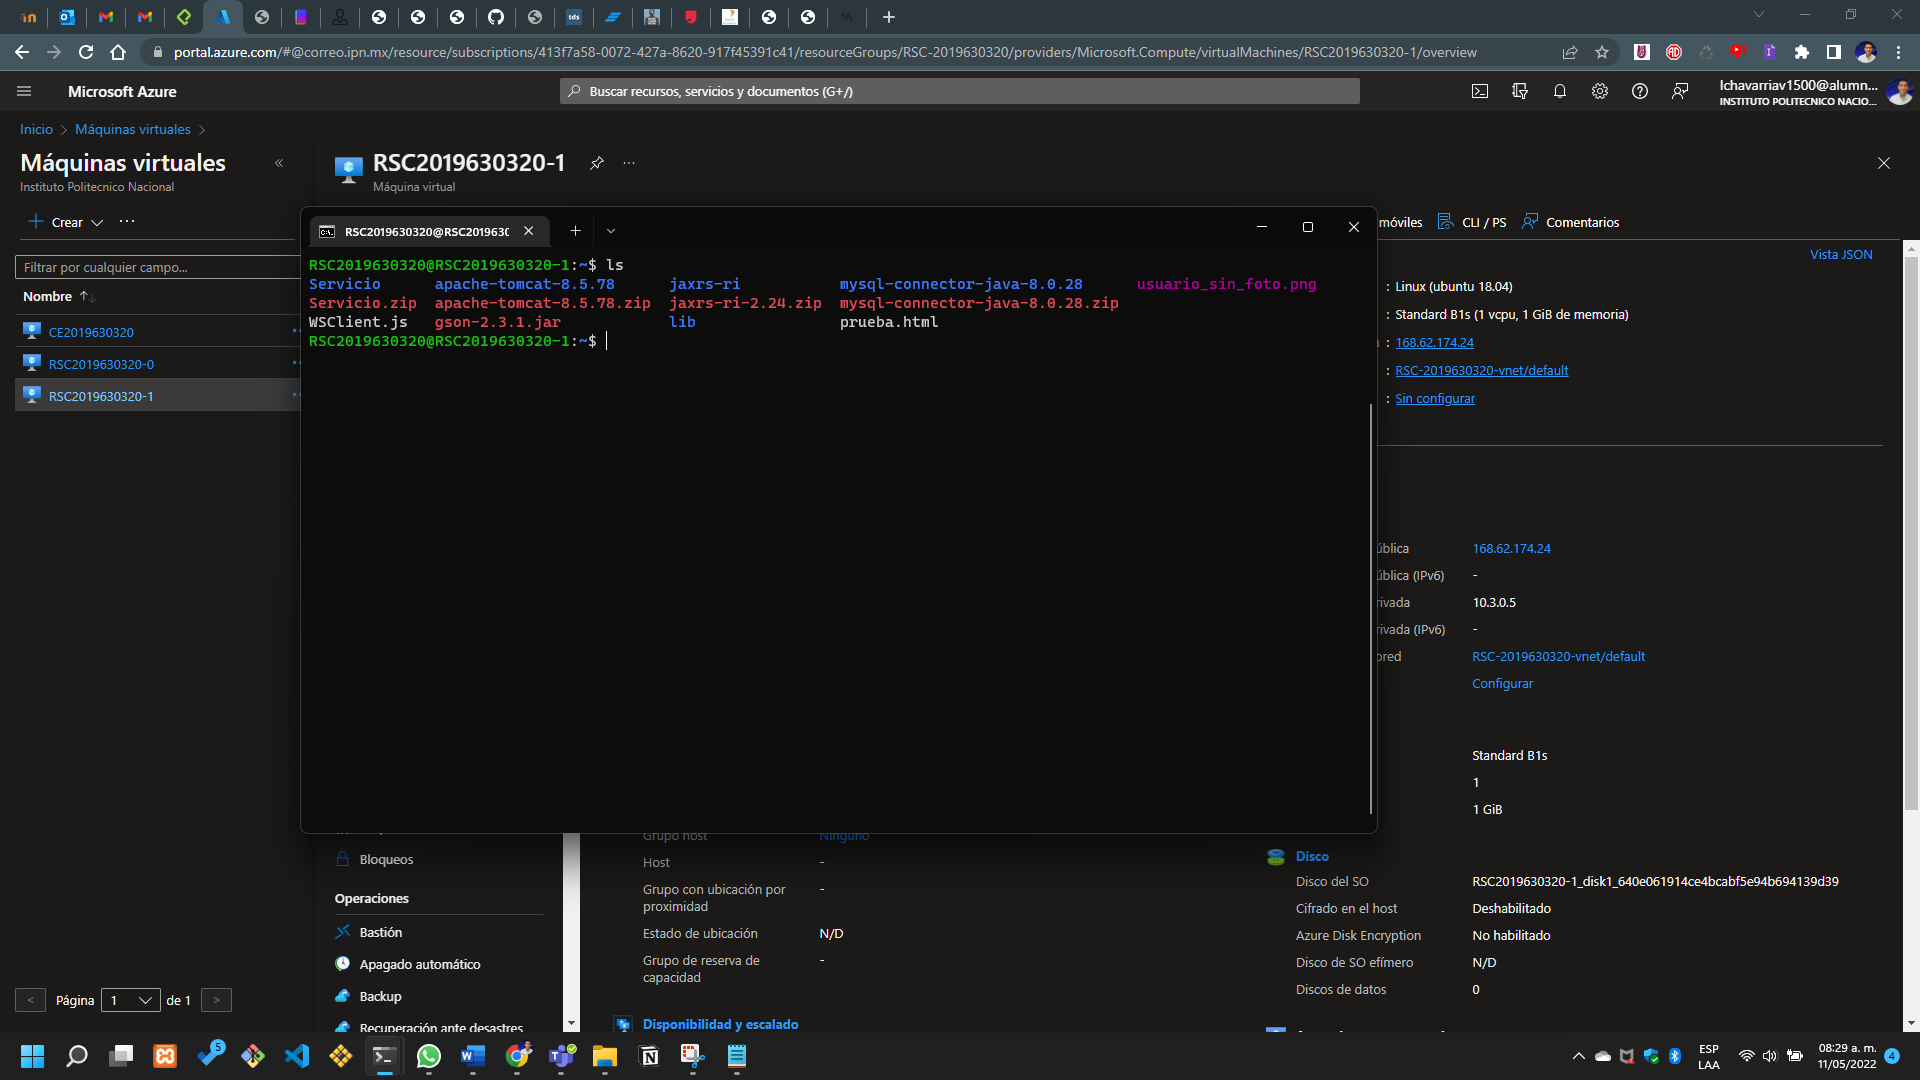 portal.azure.com/#@correo.ipn.mx/resource/subscriptions/413f7a58-0072-427a-8620-917f45391c41/resourceGroups/RSC-2019630320/providers/Microsoft.Compute/virtualMachines/RSC2019630320-1/overview
Microsoft Azure
Buscar recursos, servicios y documentos (G+/)
lchavarriav1500@alumn...
INSTITUTO POLITECNICO NACIO...
Inicio > Máquinas virtuales >
Máquinas virtuales
Instituto Politecnico Nacional
RSC2019630320-1
Máquina virtual
Crear
móviles
CLI / PS
Comentarios
Filtrar por cualquier campo...
Nombre
CE2019630320
RSC2019630320-0
RSC2019630320-1
RSC2019630320@RSC201963(
RSC2019630320@RSC2019630320-1:~$ ls
Servicio apache-tomcat-8.5.78 jaxrs-ri mysql-connector-java-8.0.28 usuario_sin_foto.png
Servicio.zip apache-tomcat-8.5.78.zip jaxrs-ri-2.24.zip mysql-connector-java-8.0.28.zip
WSClient.js gson-2.3.1.jar lib prueba.html
RSC2019630320@RSC2019630320-1:~$
Vista JSON
: Linux (ubuntu 18.04)
: Standard B1s (1 vcpu, 1 GiB de memoria)
: 168.62.174.24
: RSC-2019630320-vnet/default
: Sin configurar
ública 168.62.174.24
ública (IPv6) -
rivada 10.3.0.5
rivada (IPv6) -
ored RSC-2019630320-vnet/default
Configurar
Standard B1s
1
1 GiB
Bloqueos
Operaciones
Bastión
Apagado automático
Backup
Recuperación ante desastres
Grupo host Ninguno
Host -
Grupo con ubicación por proximidad -
Estado de ubicación N/D
Grupo de reserva de capacidad -
Disponibilidad y escalado
Disco
Disco del SO RSC2019630320-1_disk1_640e061914ce4bcabf5e94b694139d39
Cifrado en el host Deshabilitado
Azure Disk Encryption No habilitado
Disco de SO efímero N/D
Discos de datos 0
< Página 1 de 1 >
5
ESP
LAA
08:29 a. m.
11/05/2022
4